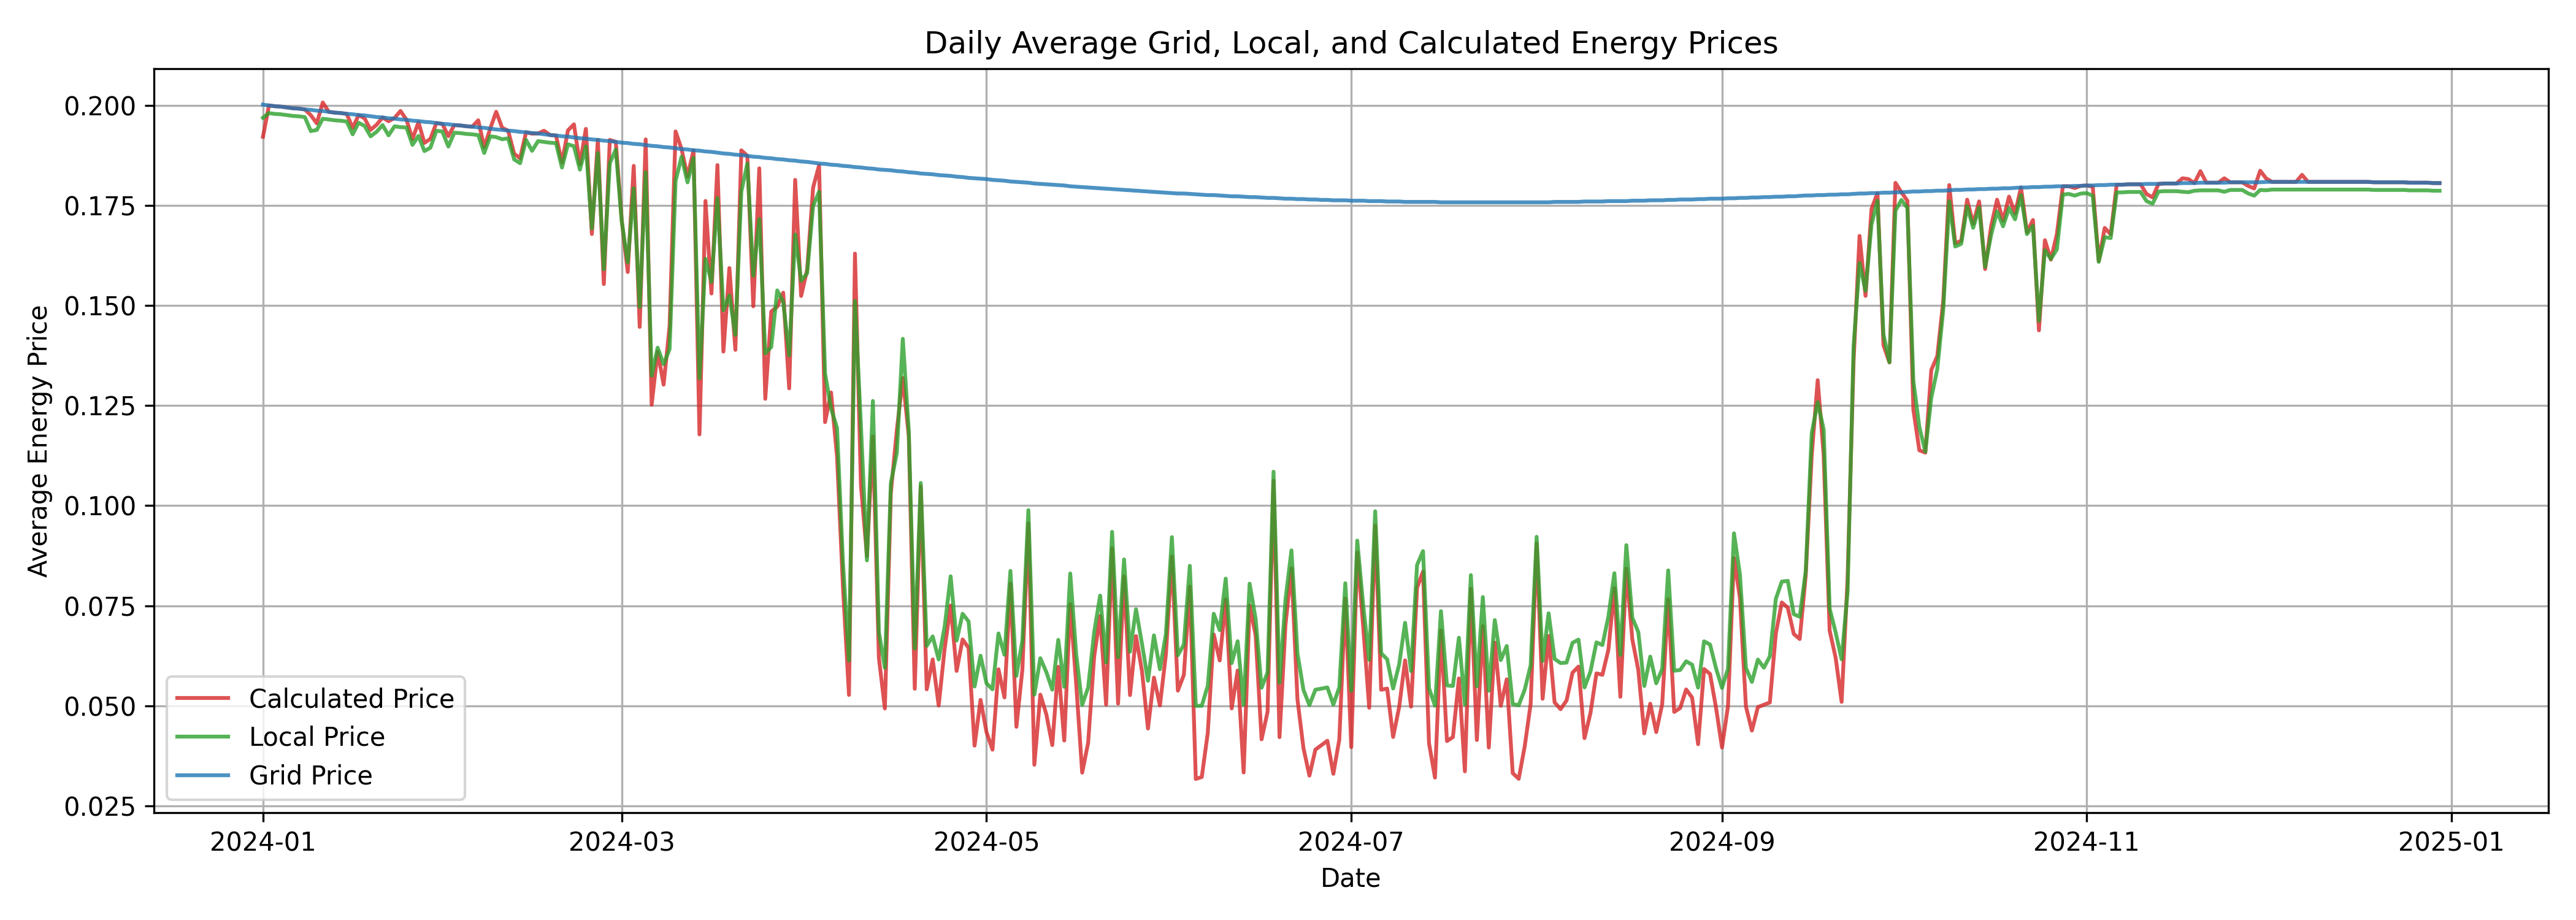 Daily Average Grid, Local, and Calculated Energy Prices
Average Energy Price
0.200
0.175
0.150
0.125
0.100
0.075
0.050
0.025
Calculated Price
Local Price
Grid Price
2024-01
2024-03
2024-05
2024-07
2024-09
2024-11
2025-01
Date